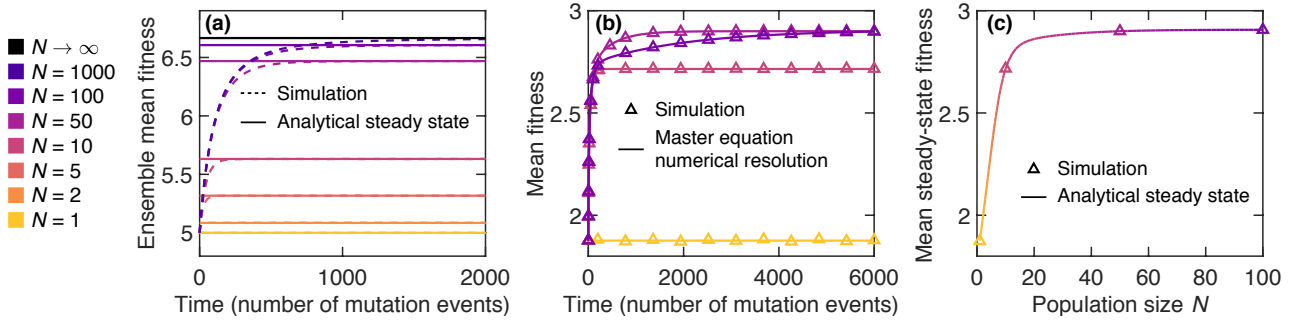 N → ∞
N = 1000
N = 100
N = 50
N = 10
N = 5
N = 2
N = 1
(a)
Ensemble mean fitness
6.5
6
5.5
5
Simulation
Analytical steady state
0
1000
2000
Time (number of mutation events)
(b)
Mean fitness
3
2.5
2
Simulation
Master equation
numerical resolution
0
2000
4000
6000
Time (number of mutation events)
(c)
Mean steady-state fitness
3
2.5
2
Simulation
Analytical steady state
0
20
40
60
80
100
Population size N